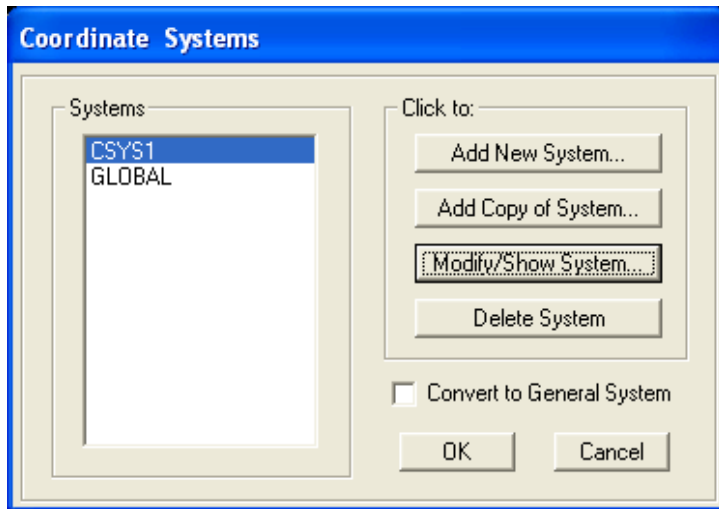 Coordinate Systems
Systems
CSYS1
GLOBAL
Click to:
Add New System...
Add Copy of System...
Modify/Show System...
Delete System
Convert to General System
OK
Cancel